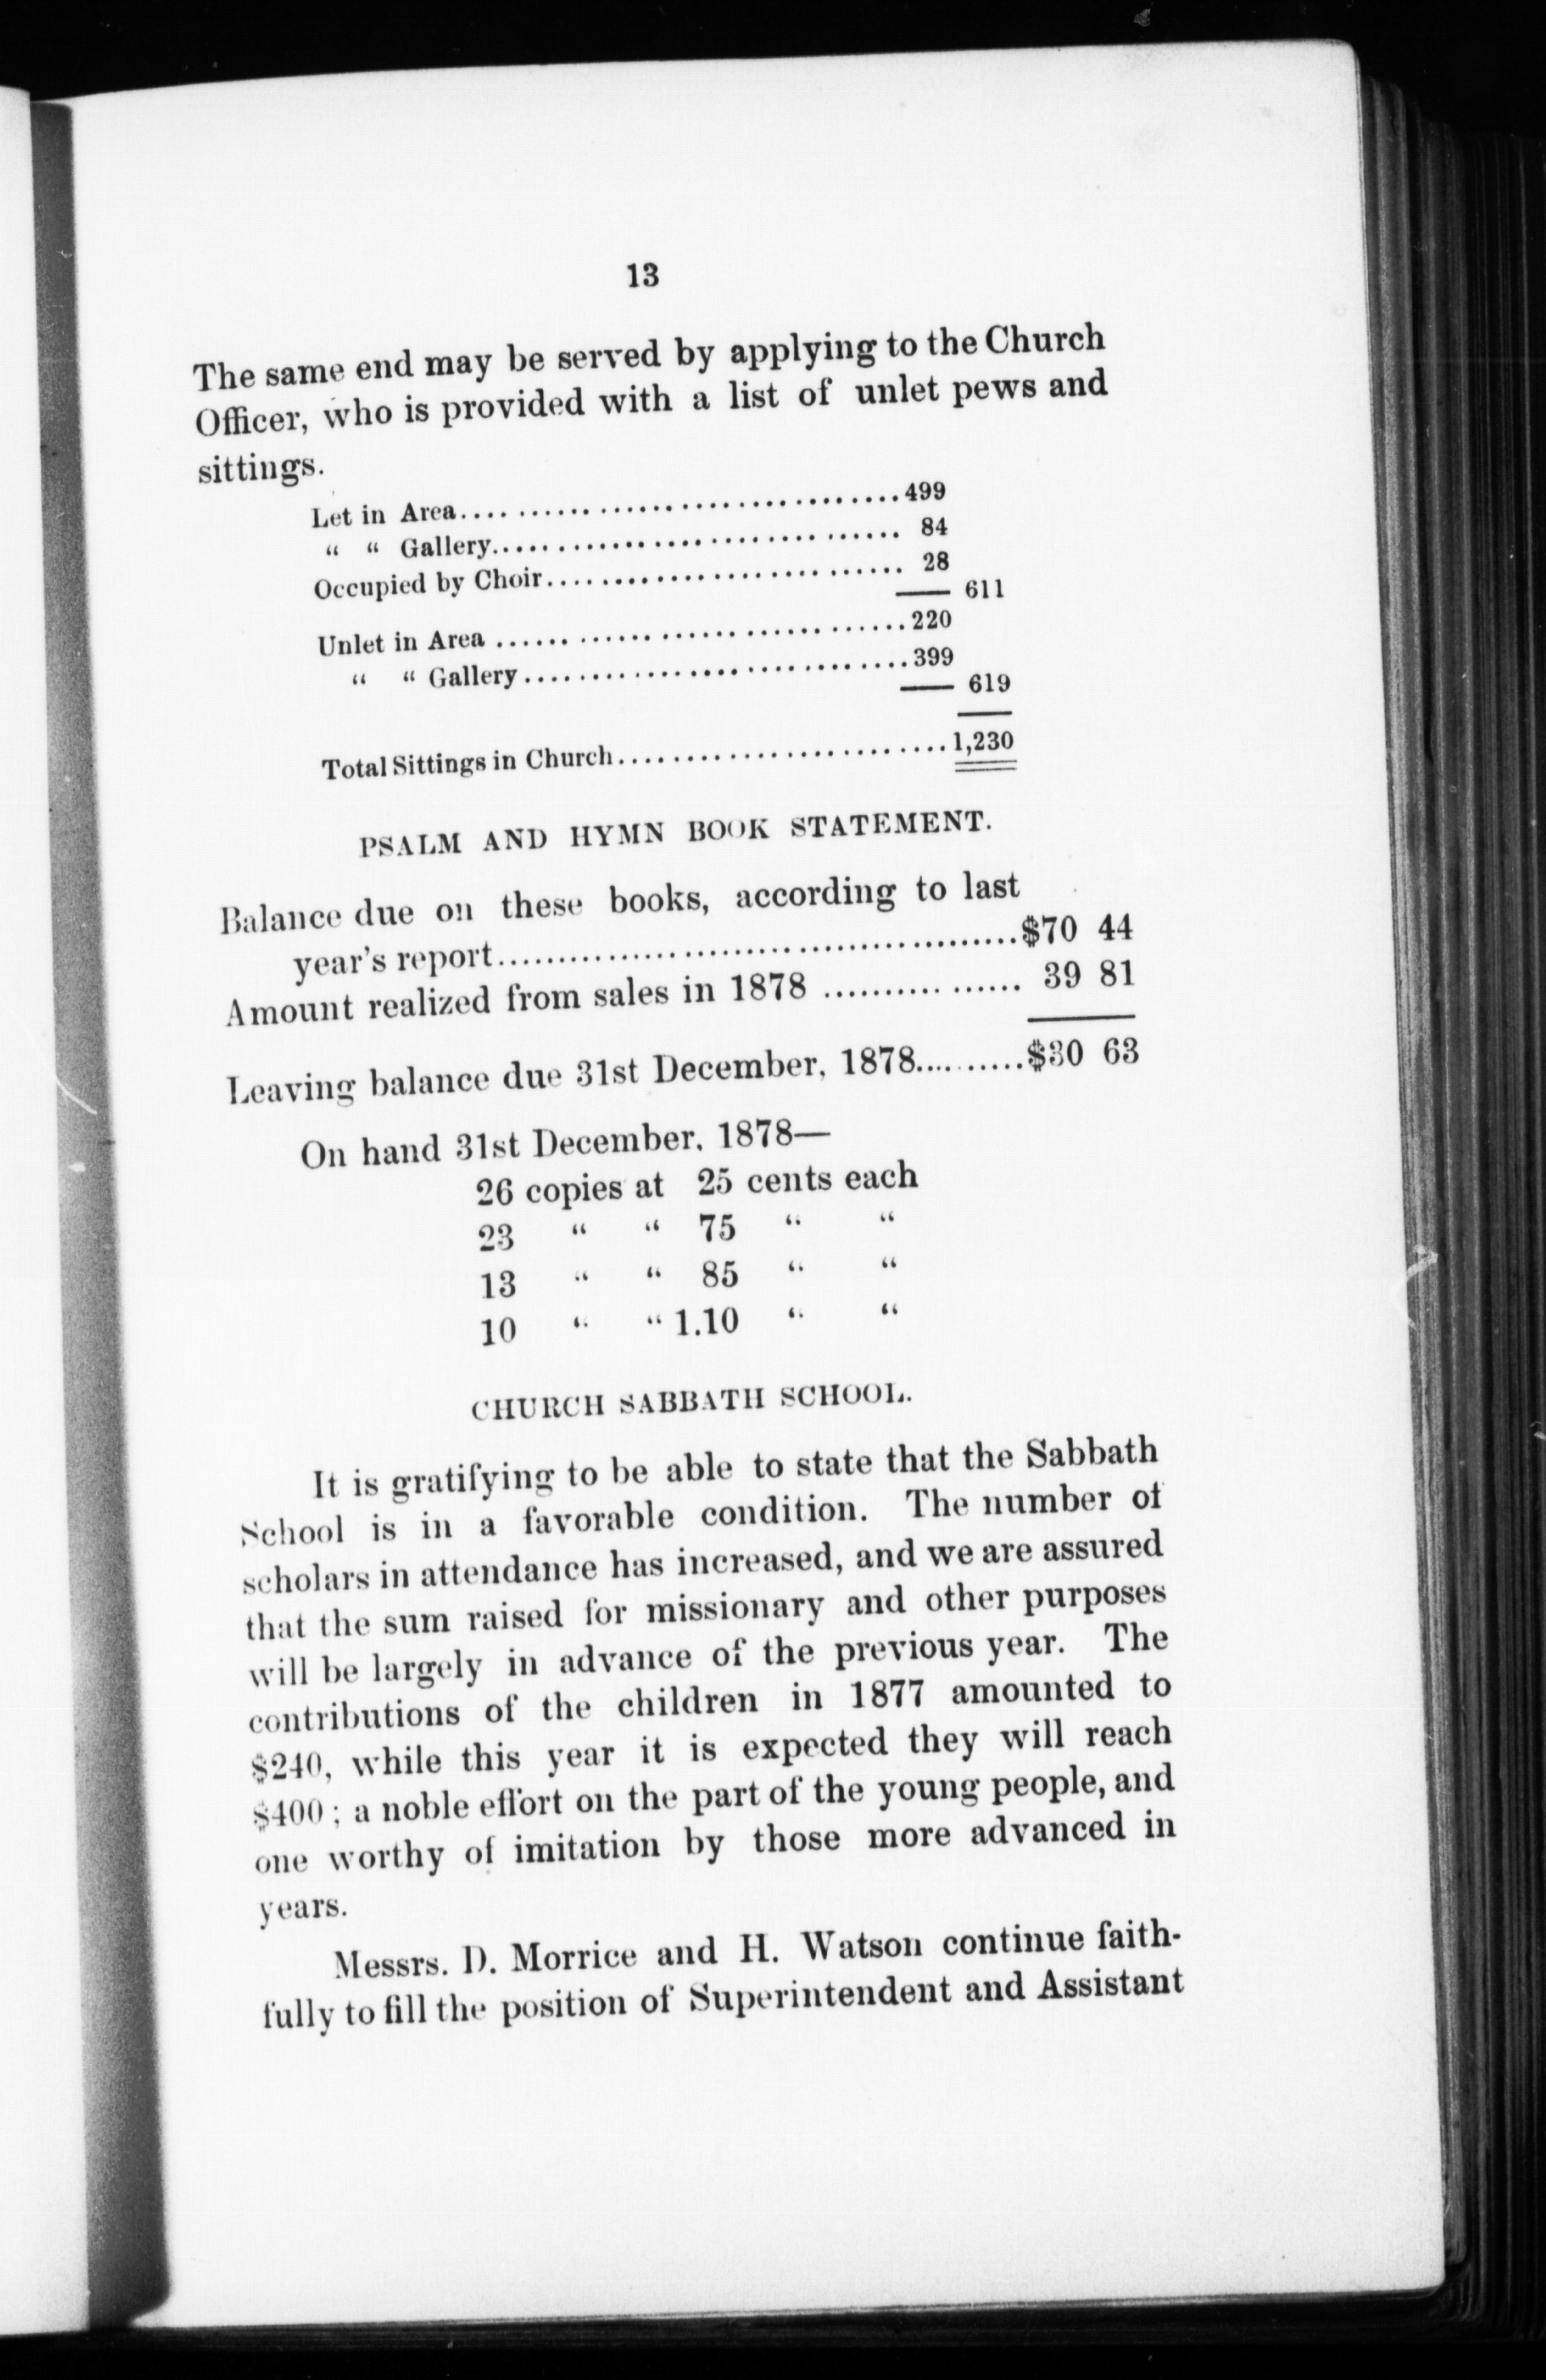 13
The same end may be served by applying to the Church
Officer, who is provided with a list of unlet pews and
sittings.
Let in Area................................499
“ “ Gallery.............................. 84
Occupied by Choir.......................... 28
611
Unlet in Area ..............................220
“ “ Gallery............................399
619
Total Sittings in Church........................1,230
PSALM AND HYMN BOOK STATEMENT.
Balance due on these books, according to last
year's report..........................................$70 44
Amount realized from sales in 1878 ................ 39 81
Leaving balance due 31st December, 1878..........$30 63
On hand 31st December, 1878—
26 copies at 25 cents each
23 “ “ 75 “ “
13 “ “ 85 “ “
10 “ “ 1.10 “ “
CHURCH SABBATH SCHOOL.
It is gratifying to be able to state that the Sabbath
School is in a favorable condition. The number of
scholars in attendance has increased, and we are assured
that the sum raised for missionary and other purposes
will be largely in advance of the previous year. The
contributions of the children in 1877 amounted to
$240, while this year it is expected they will reach
$400; a noble effort on the part of the young people, and
one worthy of imitation by those more advanced in
years.
Messrs. D. Morrice and H. Watson continue faith-
fully to fill the position of Superintendent and Assistant